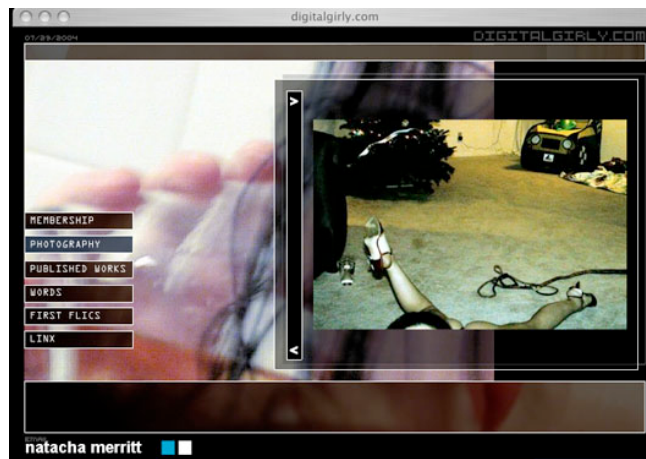 digitalgirly.com
07/29/2004
DIGITALGIRLY.COM
MEMBERSHIP
PHOTOGRAPHY
PUBLISHED WORKS
WORDS
FIRST FLICS
LINX
natacha merritt